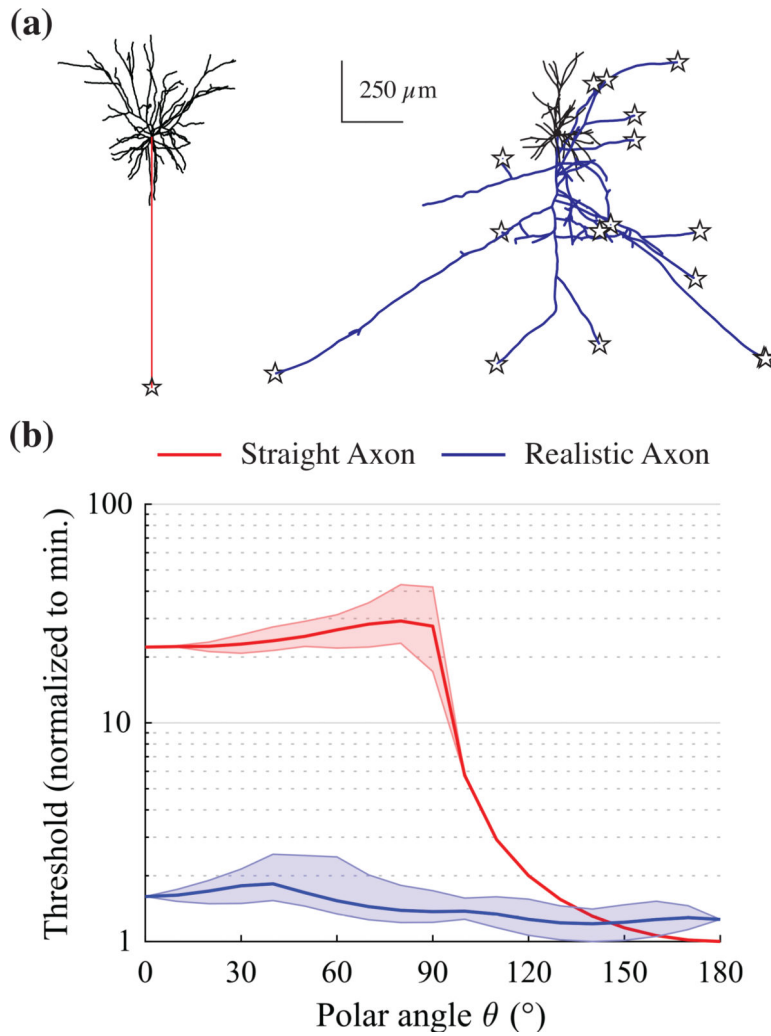 (a)
250 μm
(b)
Straight Axon
Realistic Axon
Threshold (normalized to min.)
100
10
1
0
30
60
90
120
150
180
Polar angle θ (°)